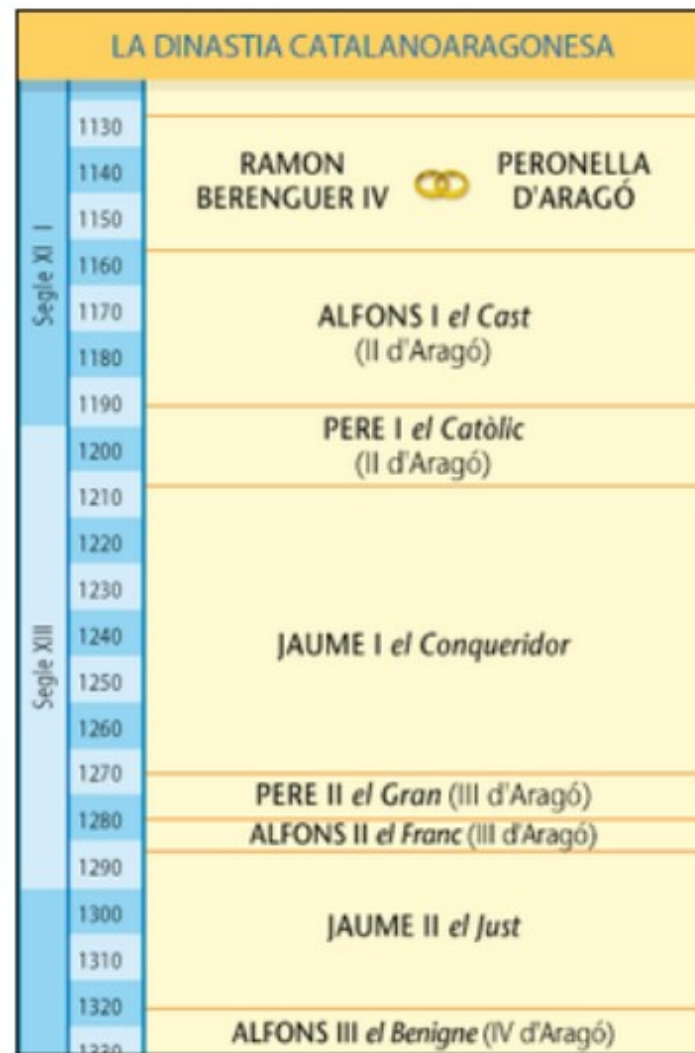 LA DINASTIA CATALANOARAGONESA
Segle XI I
Segle XIII
1130
1140
1150
1160
1170
1180
1190
1200
1210
1220
1230
1240
1250
1260
1270
1280
1290
1300
1310
1320
1330
RAMON
BERENGUER IV
PERONELLA
D'ARAGÓ
ALFONS I el Cast
(II d'Aragó)
PERE I el Catòlic
(II d'Aragó)
JAUME I el Conqueridor
PERE II el Gran (III d'Aragó)
ALFONS II el Franc (III d'Aragó)
JAUME II el Just
ALFONS III el Benigne (IV d'Aragó)